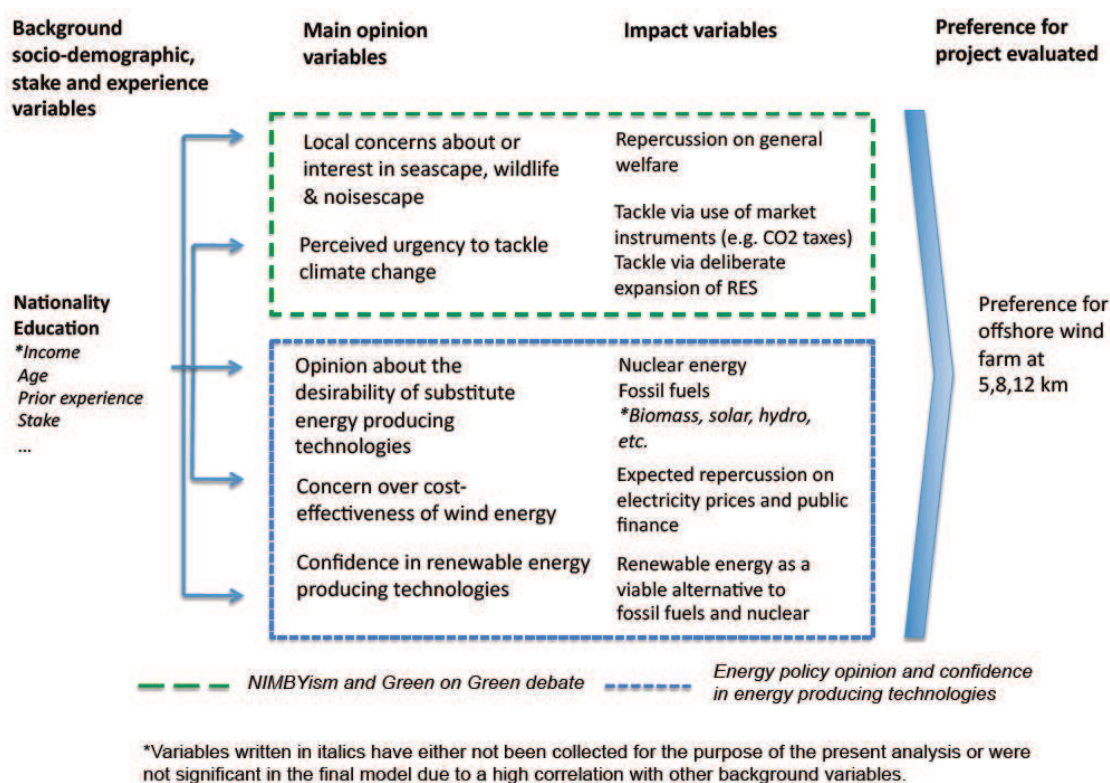 Background
socio-demographic,
stake and experience
variables
Main opinion
variables
Impact variables
Preference for
project evaluated
Local concerns about or
interest in seascape, wildlife
& noisescape
Repercussion on general
welfare
Perceived urgency to tackle
climate change
Tackle via use of market
instruments (e.g. CO2 taxes)
Tackle via deliberate
expansion of RES
Nationality
Education
*Income
Age
Prior experience
Stake
...
Opinion about the
desirability of substitute
energy producing
technologies
Nuclear energy
Fossil fuels
*Biomass, solar, hydro,
etc.
Concern over cost-
effectiveness of wind energy
Expected repercussion on
electricity prices and public
finance
Confidence in renewable energy
producing technologies
Renewable energy as a
viable alternative to
fossil fuels and nuclear
Preference for
offshore wind
farm at
5,8,12 km
NIMBYism and Green on Green debate
Energy policy opinion and confidence
in energy producing technologies
*Variables written in italics have either not been collected for the purpose of the present analysis or were
not significant in the final model due to a high correlation with other background variables.